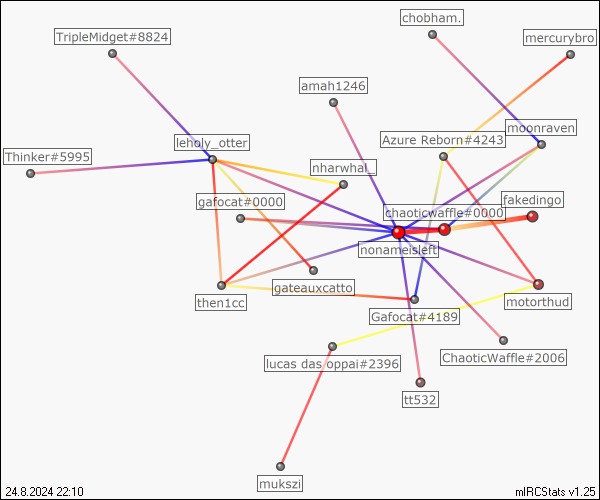 chobham.
TripleMidget#8824
mercurybro
amah1246
moonraven
leholy_otter
Azure Reborn#4243
Thinker#5995
nharwhal_
gafocat#0000
fakedingo
chaoticwaffle#0000
nonameisleft
gateauxcatto
then1cc
motorthud
Gafocat#4189
ChaoticWaffle#2006
lucas das oppai#2396
tt532
mukszi
24.8.2024 22:10
mIRCStats v1.25